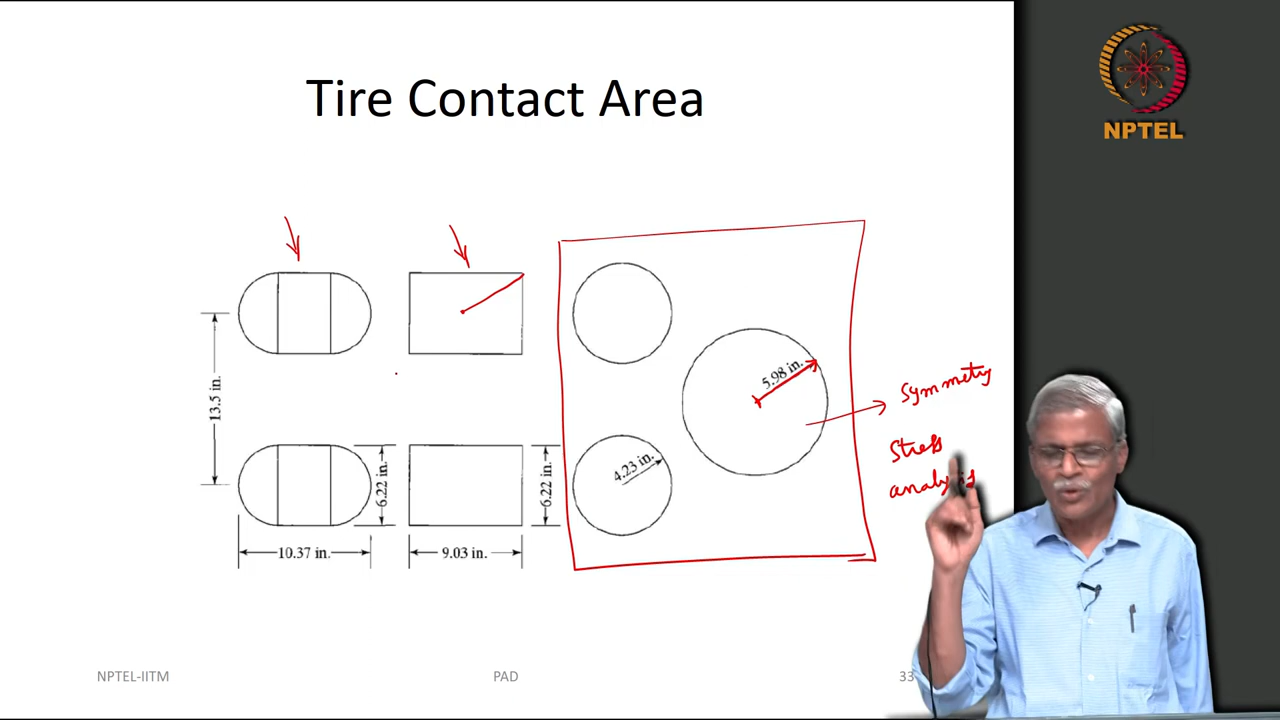 Tire Contact Area
NPTEL
13.5 in.
6.22 in.
6.22 in.
10.37 in.
9.03 in.
4.23 in.
5.98 in.
Symmetry
Stress
analysis
NPTEL-IITM
PAD
33